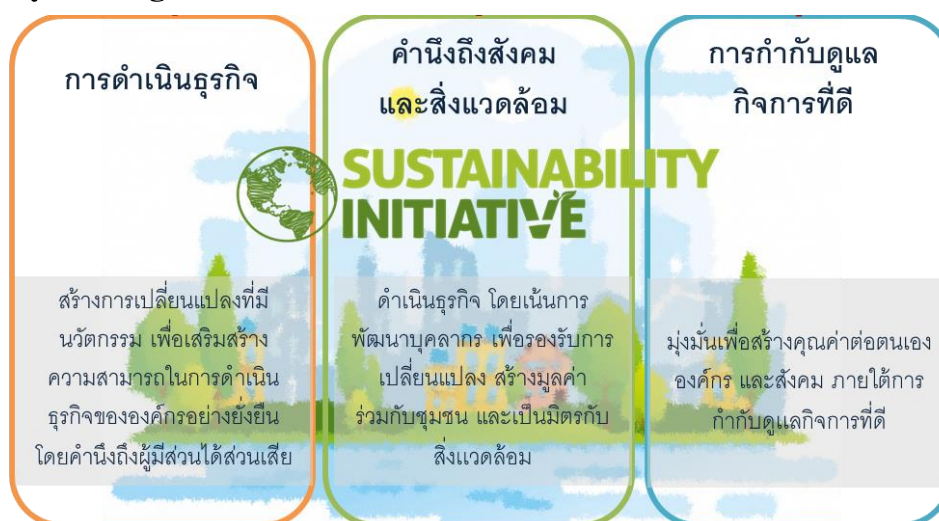 การดำเนินธุรกิจ
คำนึงถึงสังคม
และสิ่งแวดล้อม
การกำกับดูแล
กิจการที่ดี
SUSTAINABILITY
INITIATIVE
สร้างการเปลี่ยนแปลงที่มี
นวัตกรรม เพื่อเสริมสร้าง
ความสามารถในการดำเนิน
ธุรกิจขององค์กรอย่างยั่งยืน
โดยคำนึงถึงผู้มีส่วนได้ส่วนเสีย
ดำเนินธุรกิจ โดยเน้นการ
พัฒนาบุคลากร เพื่อรองรับการ
เปลี่ยนแปลง สร้างมูลค่า
ร่วมกับชุมชน และเป็นมิตรกับ
สิ่งแวดล้อม
มุ่งมั่นเพื่อสร้างคุณค่าต่อตนเอง
องค์กร และสังคม ภายใต้การ
กำกับดูแลกิจการที่ดี